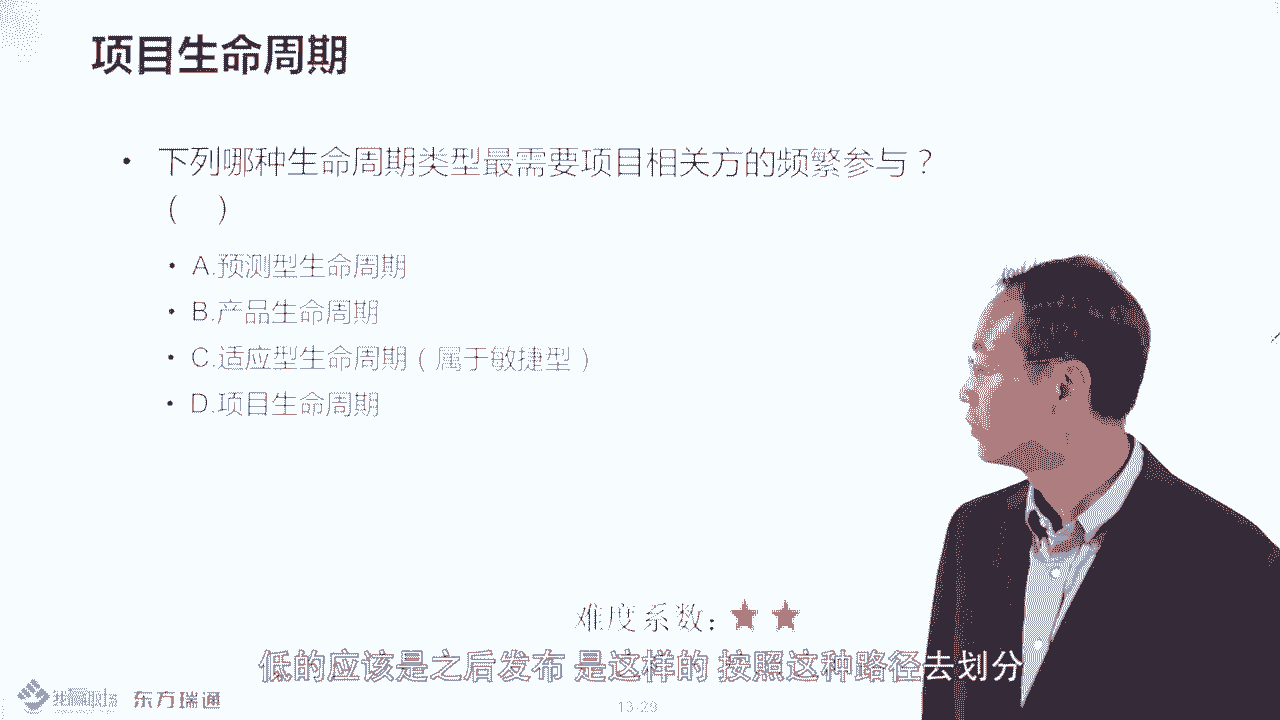 项目生命周期
• 下列哪种生命周期类型最需要项目相关方的频繁参与？
（ ）
• A.预测型生命周期
• B.产品生命周期
• C.适应型生命周期（属于敏捷型）
• D.项目生命周期
难度系数：★★
低的应该是之后发布 是这样的 按照这种路径去划分
东方瑞通
13-29